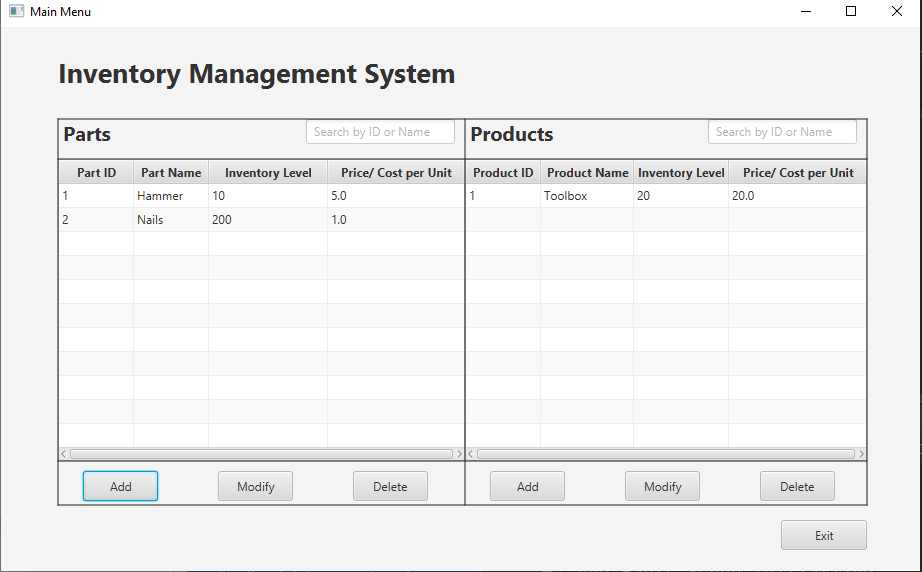 Main Menu
Inventory Management System
Parts
Search by ID or Name
Products
Search by ID or Name
Part ID Part Name Inventory Level Price/ Cost per Unit
1 Hammer 10 5.0
2 Nails 200 1.0
Product ID Product Name Inventory Level Price/ Cost per Unit
1 Toolbox 20 20.0
Add Modify Delete
Add Modify Delete
Exit